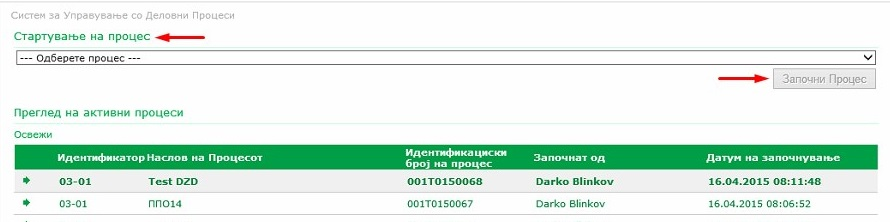 Систем за Управување со Деловни Процеси
Стартување на процес
--- Одберете процес ---
Започни Процес
Преглед на активни процеси
Освежи
Идентификатор Наслов на Процесот Идентификациски број на процес Започнат од Датум на започнување
03-01 Test DZD 001T0150068 Darko Blinkov 16.04.2015 08:11:48
03-01 ППО14 001T0150067 Darko Blinkov 16.04.2015 08:06:52